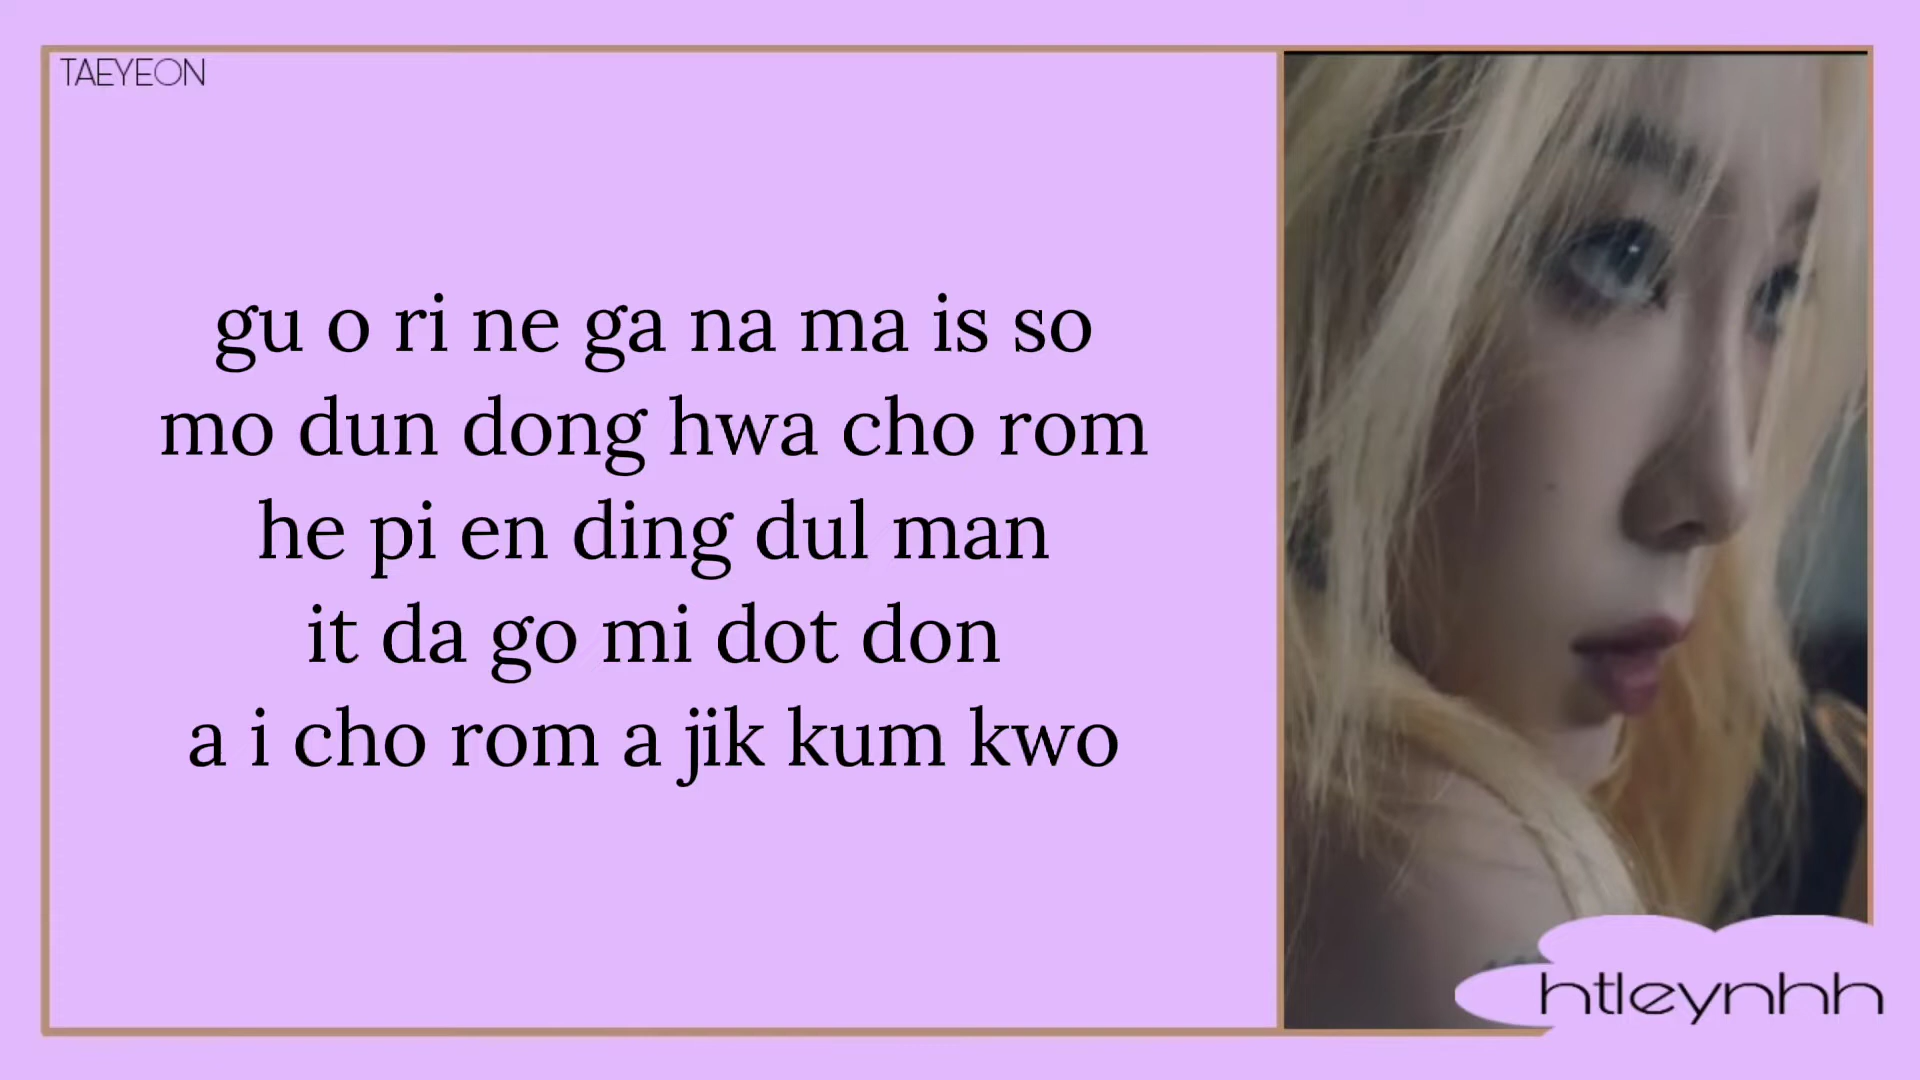 TAEYEON
gu o ri ne ga na ma is so
mo dun dong hwa cho rom
he pi en ding dul man
it da go mi dot don
a i cho rom a jik kum kwo
htleynhh